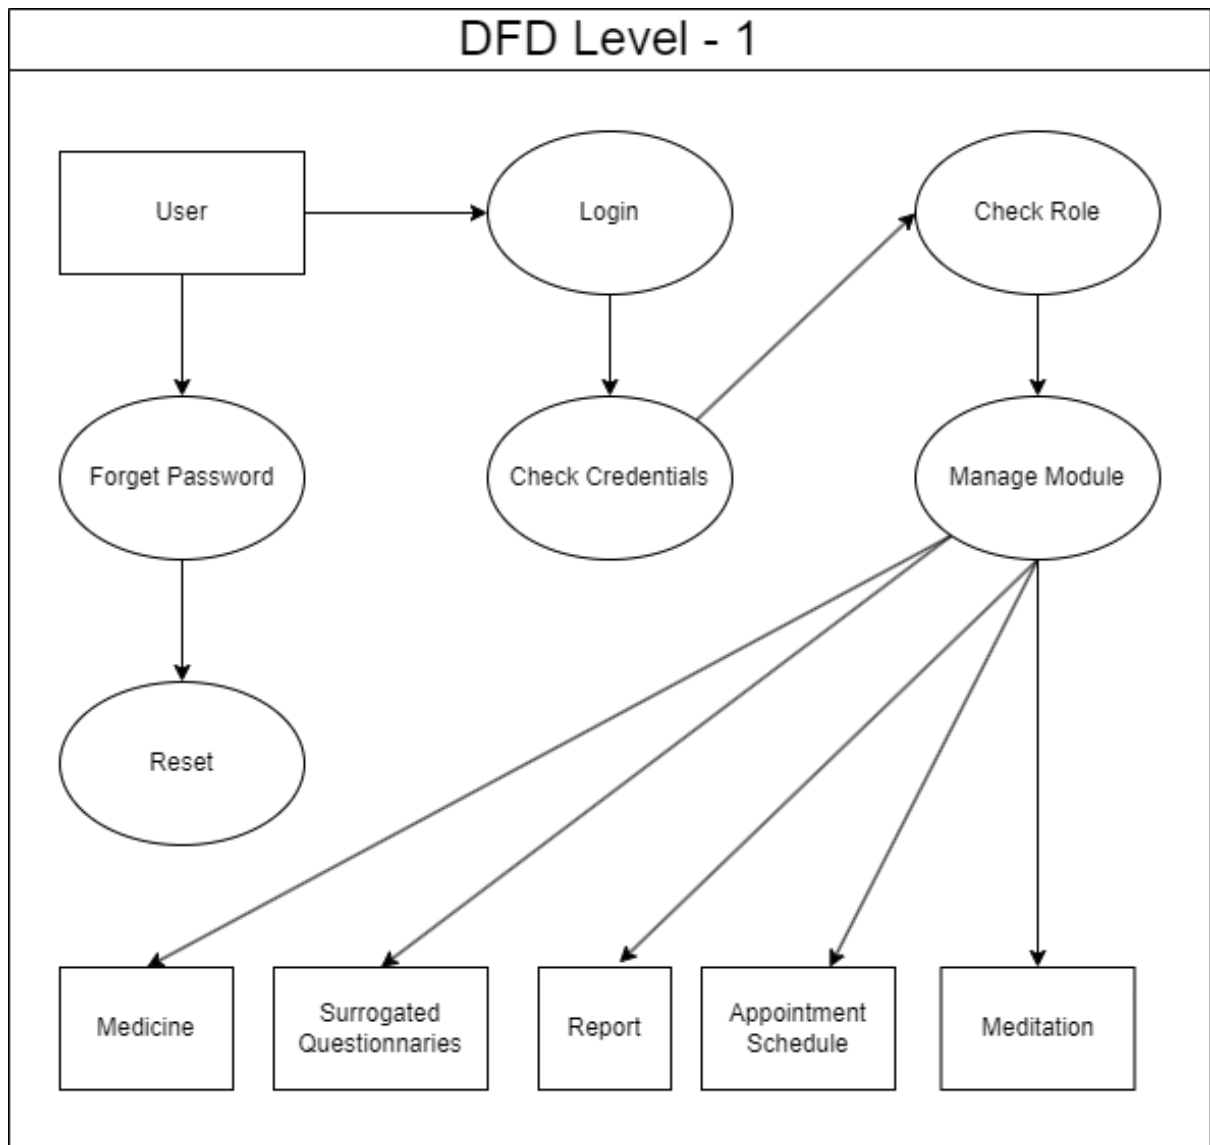 DFD Level - 1
User
Login
Check Role
Forget Password
Check Credentials
Manage Module
Reset
Medicine
Surrogated
Questionnaries
Report
Appointment
Schedule
Meditation